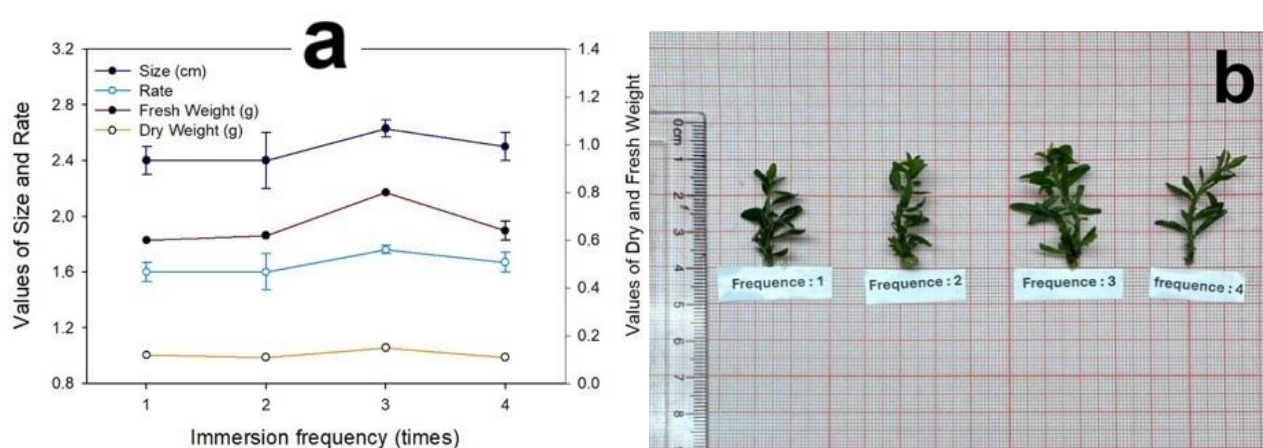 a
3.2
2.8
2.4
2.0
1.6
1.2
0.8
Values of Size and Rate
Size (cm)
Rate
Fresh Weight (g)
Dry Weight (g)
1.4
1.2
1.0
0.8
0.6
0.4
0.2
0.0
Values of Dry and Fresh Weight
1 2 3 4
Immersion frequency (times)
b
0 cm
1
2
3
4
5
6
7
8
Frequence : 1
Frequence : 2
Frequence : 3
frequence : 4